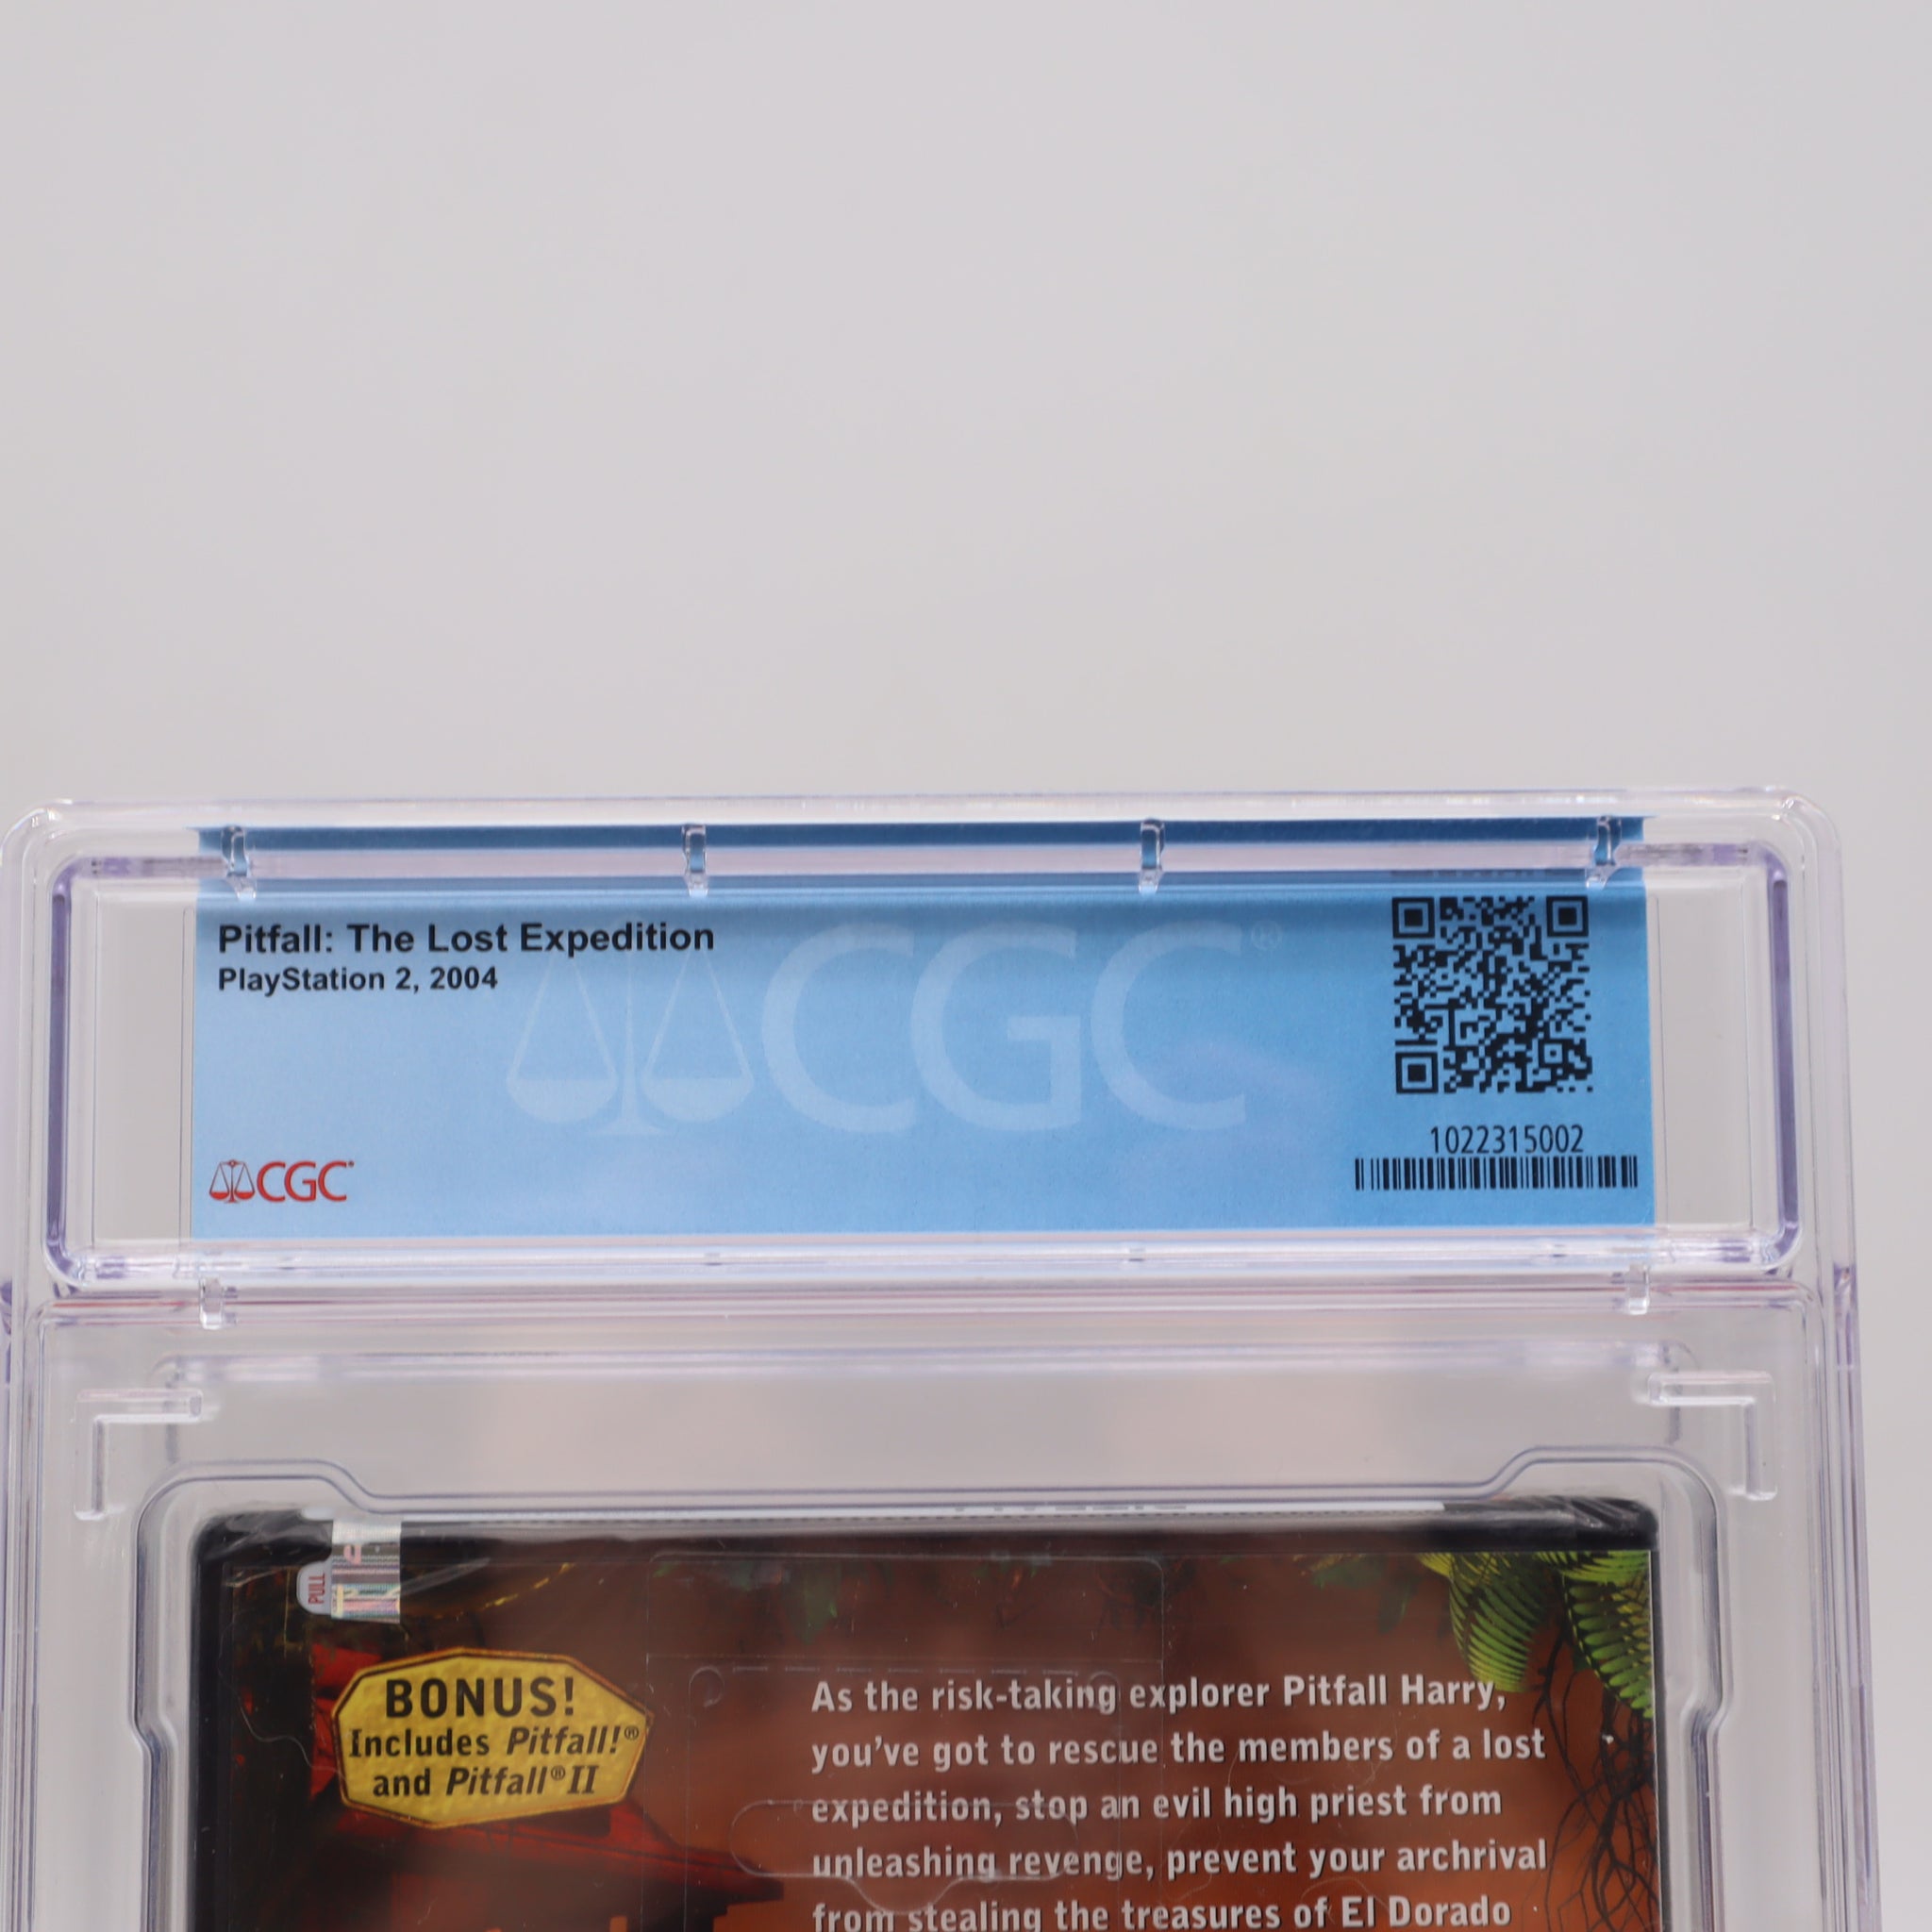 Pitfall: The Lost Expedition
PlayStation 2, 2004
CGC®
1022315002
CGC
PULL
BONUS!
Includes Pitfall!®
and Pitfall® II
As the risk-taking explorer Pitfall Harry,
you've got to rescue the members of a lost
expedition, stop an evil high priest from
unleashing revenge, prevent your archrival
from stealing the treasures of El Dorado